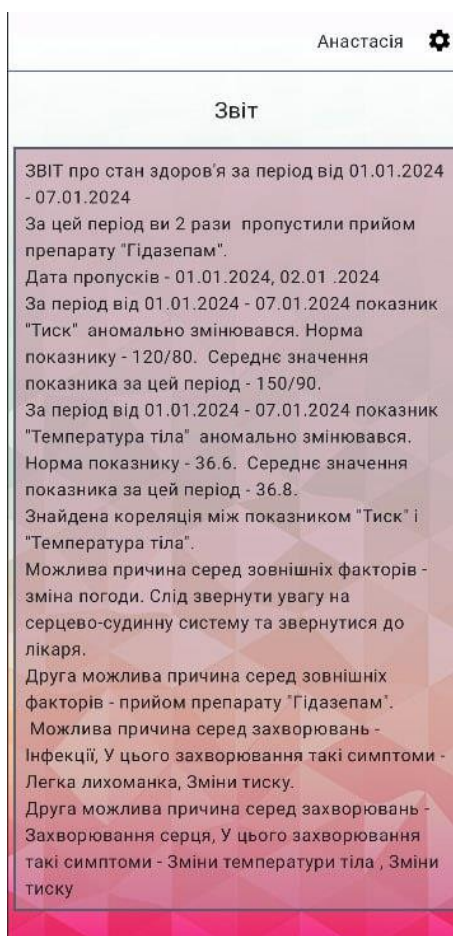 Анастасія
Звіт
ЗВІТ про стан здоров'я за період від 01.01.2024
- 07.01.2024
За цей період ви 2 рази  пропустили прийом
препарату "Гідазепам".
Дата пропусків - 01.01.2024, 02.01 .2024
За період від 01.01.2024 - 07.01.2024 показник
"Тиск"  аномально змінювався. Норма
показнику - 120/80.  Середнє значення
показника за цей період - 150/90.
За період від 01.01.2024 - 07.01.2024 показник
"Температура тіла"  аномально змінювався.
Норма показнику - 36.6.  Середнє значення
показника за цей період - 36.8.
Знайдена кореляція між показником "Тиск" і
"Температура тіла".
Можлива причина серед зовнішніх факторів -
зміна погоди. Слід звернути увагу на
серцево-судинну систему та звернутися до
лікаря.
Друга можлива причина серед зовнішніх
факторів - прийом препарату "Гідазепам".
Можлива причина серед захворювань -
Інфекції, У цього захворювання такі симптоми -
Легка лихоманка, Зміни тиску.
Друга можлива причина серед захворювань -
Захворювання серця, У цього захворювання
такі симптоми - Зміни температури тіла , Зміни
тиску